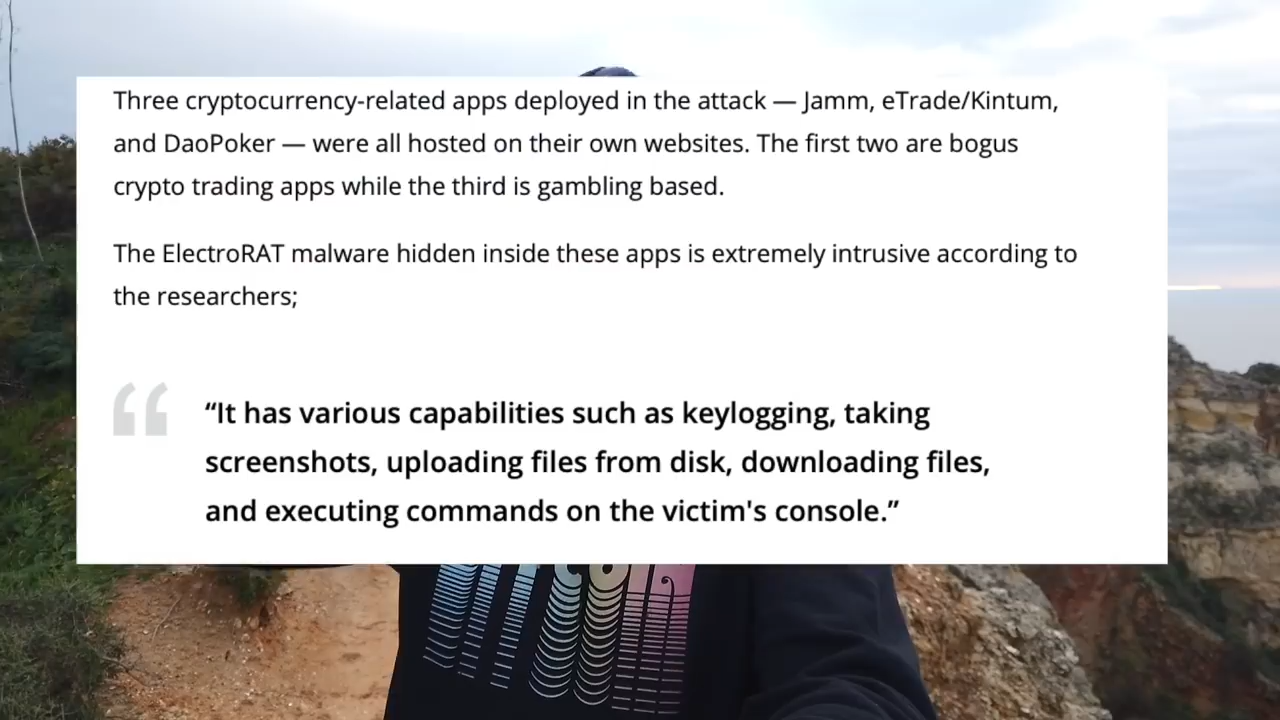 Three cryptocurrency-related apps deployed in the attack — Jamm, eTrade/Kintum,
and DaoPoker — were all hosted on their own websites. The first two are bogus
crypto trading apps while the third is gambling based.
The ElectroRAT malware hidden inside these apps is extremely intrusive according to
the researchers;
“It has various capabilities such as keylogging, taking
screenshots, uploading files from disk, downloading files,
and executing commands on the victim's console.”